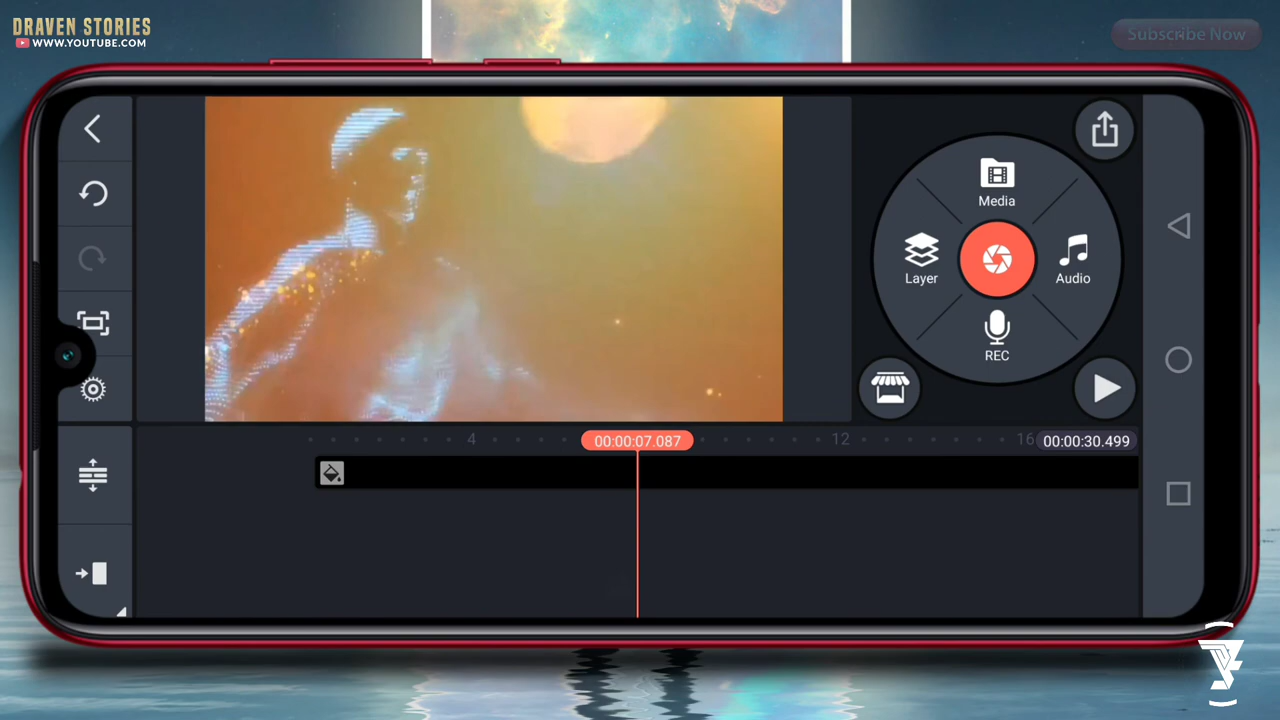 DRAVEN STORIES
WWW.YOUTUBE.COM
Subscribe Now
Media
Layer
Audio
REC
4
00:00:07.087
12
16
00:00:30.499